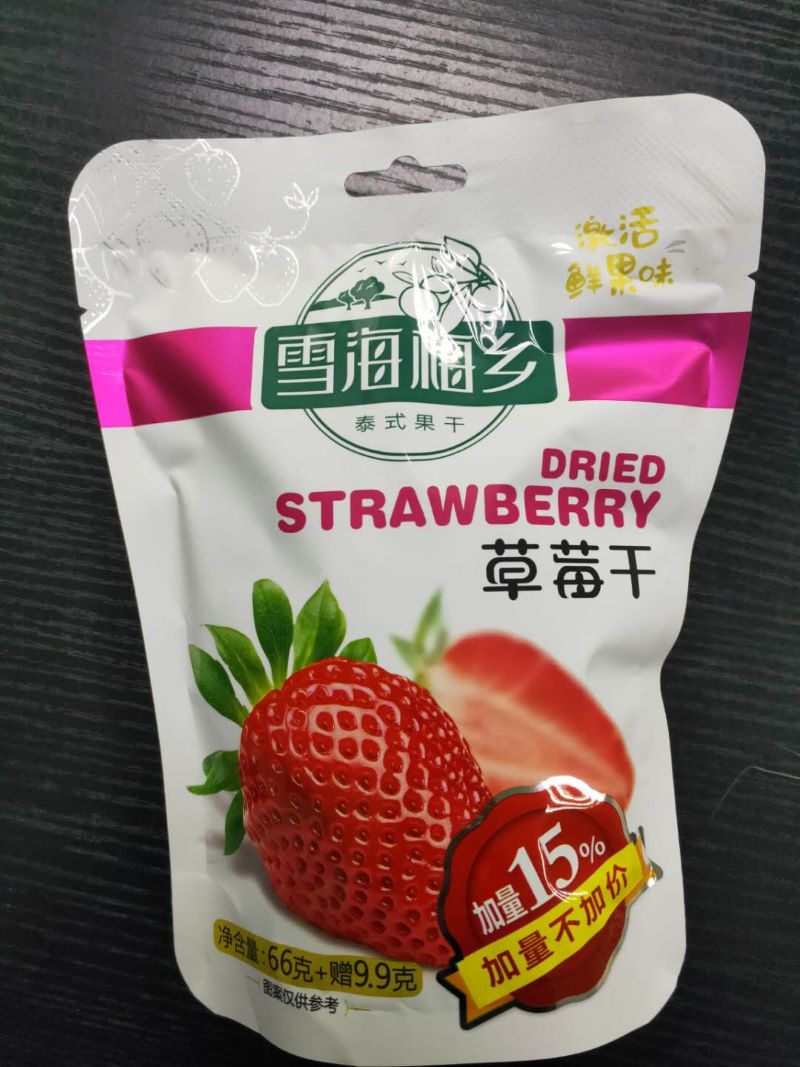 激活
鲜果味
雪海梅乡
泰式果干
DRIED
STRAWBERRY
草莓干
加量15%
加量不加价
净含量:66克+赠9.9克
图案仅供参考